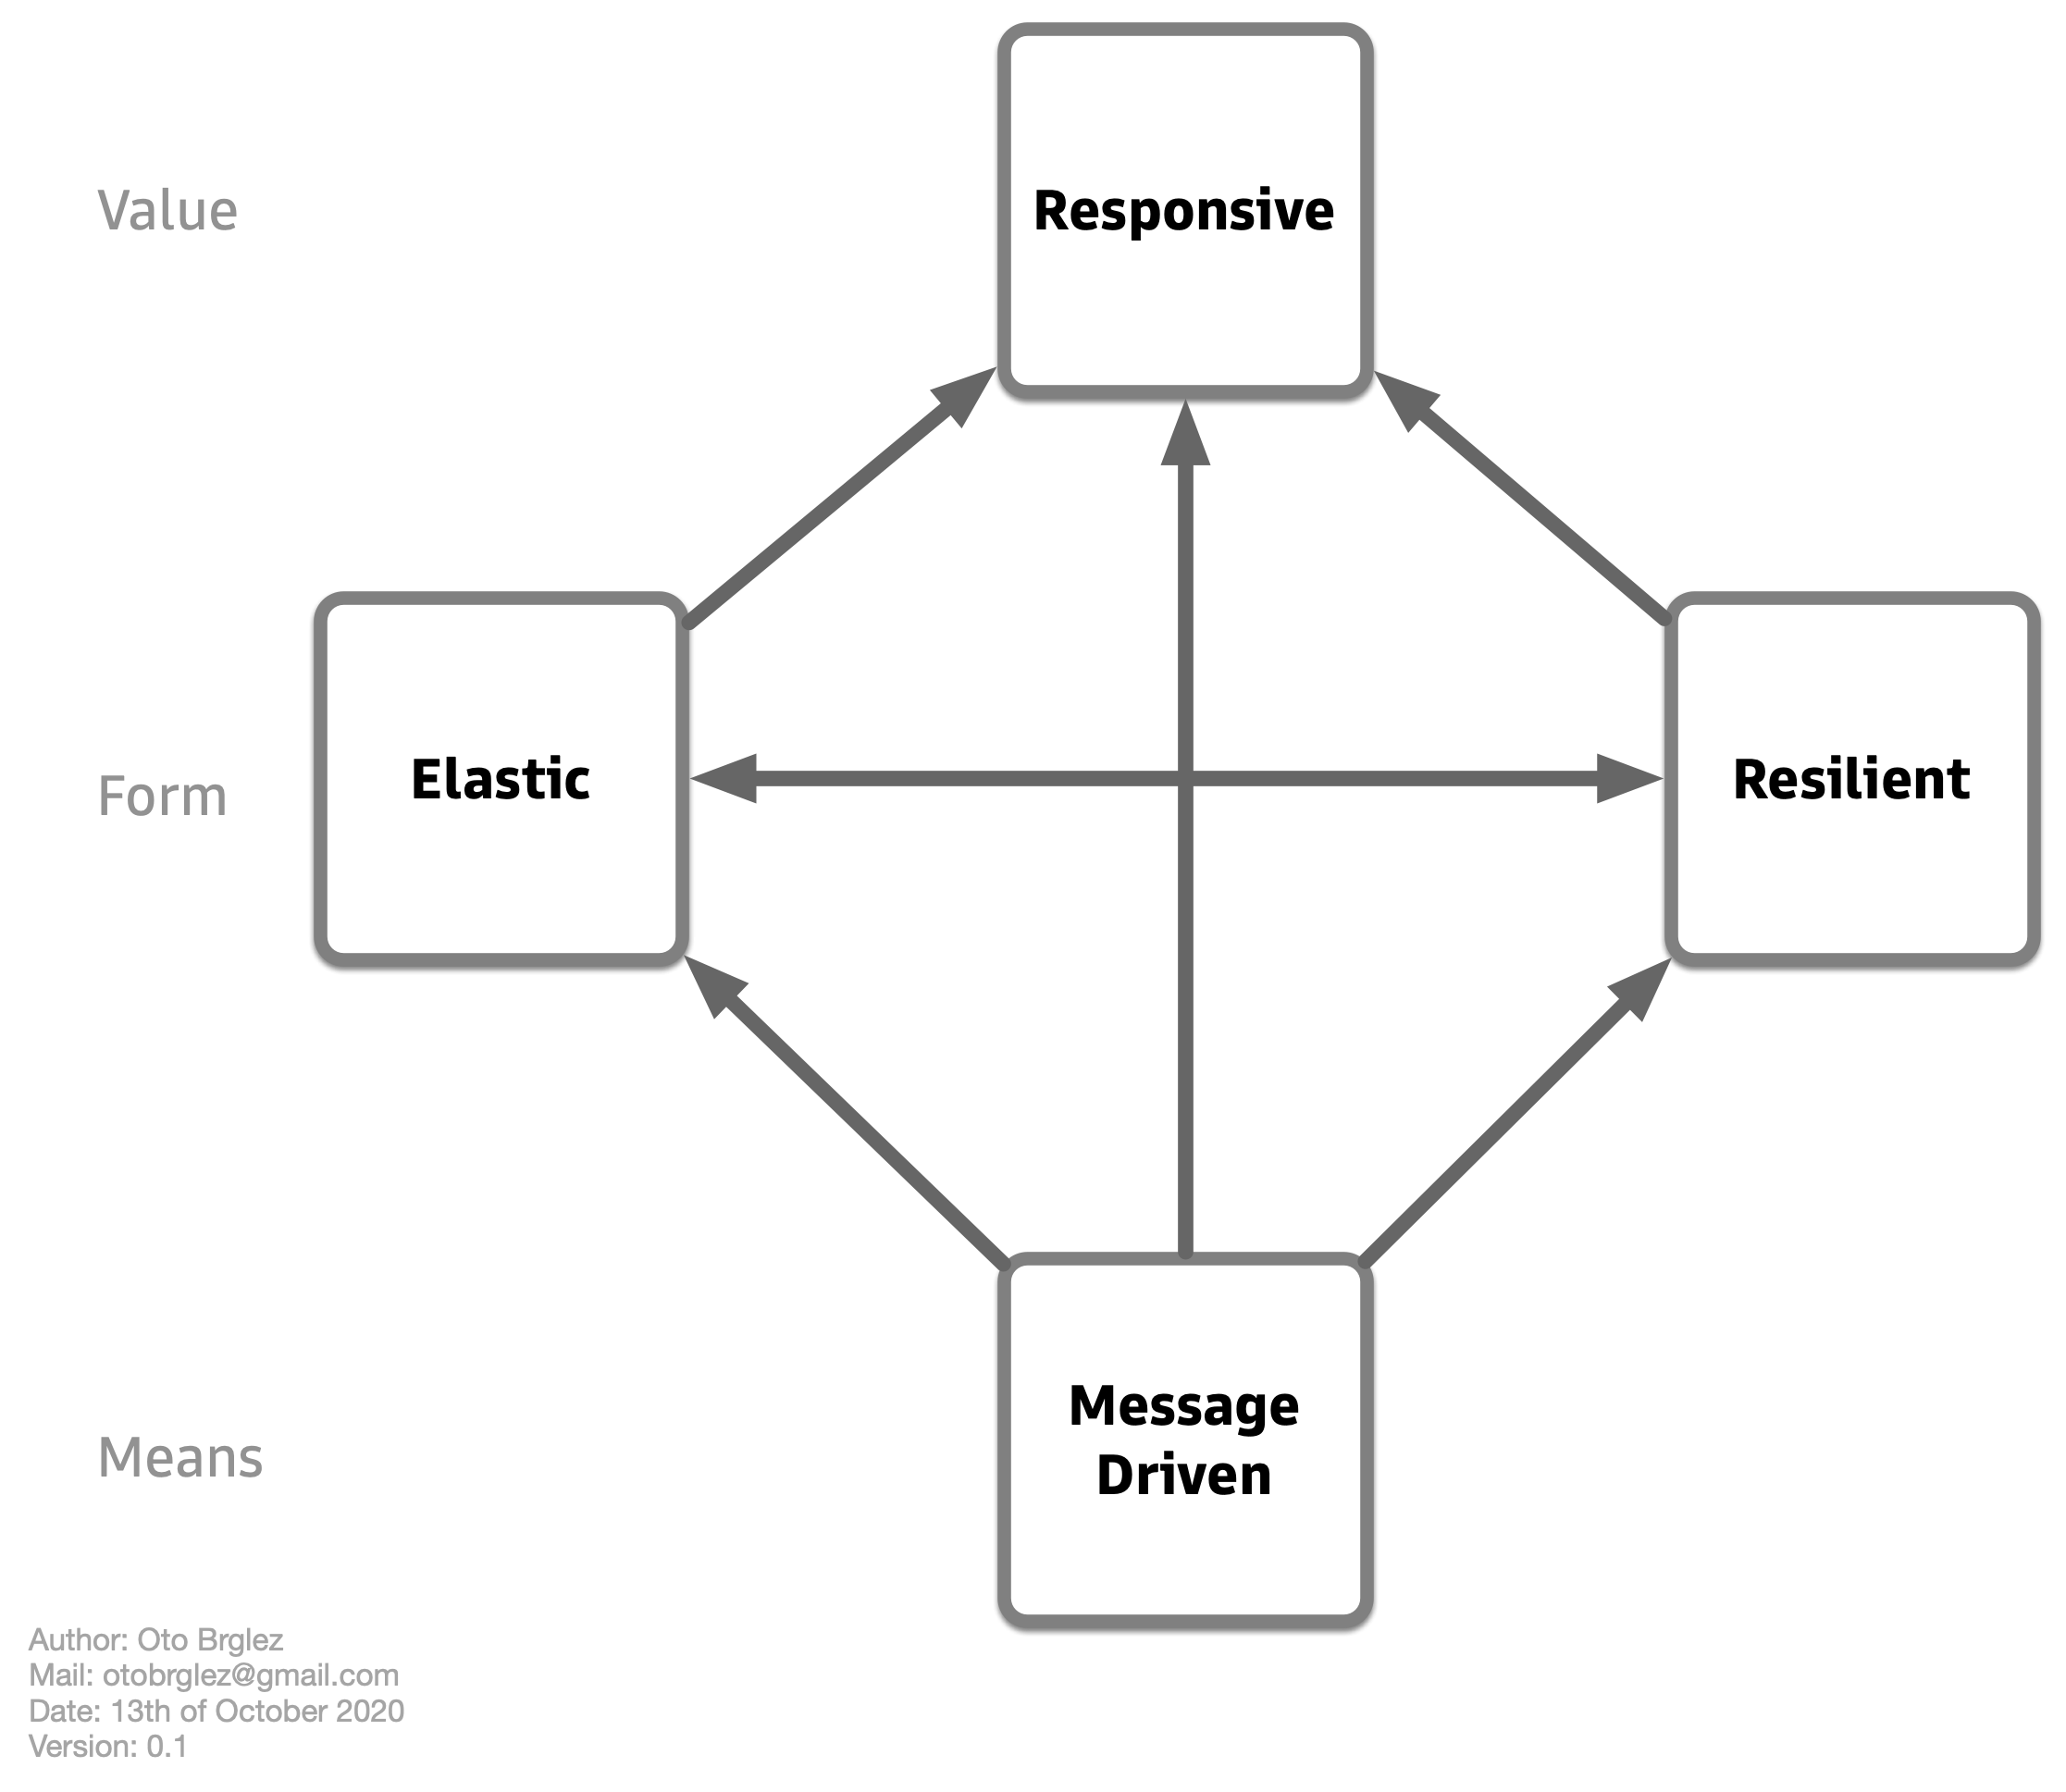 Value
Responsive
Form
Elastic
Resilient
Means
Message
Driven
Author: Oto Brglez
Mail: otobrglez@gmail.com
Date: 13th of October 2020
Version: 0.1